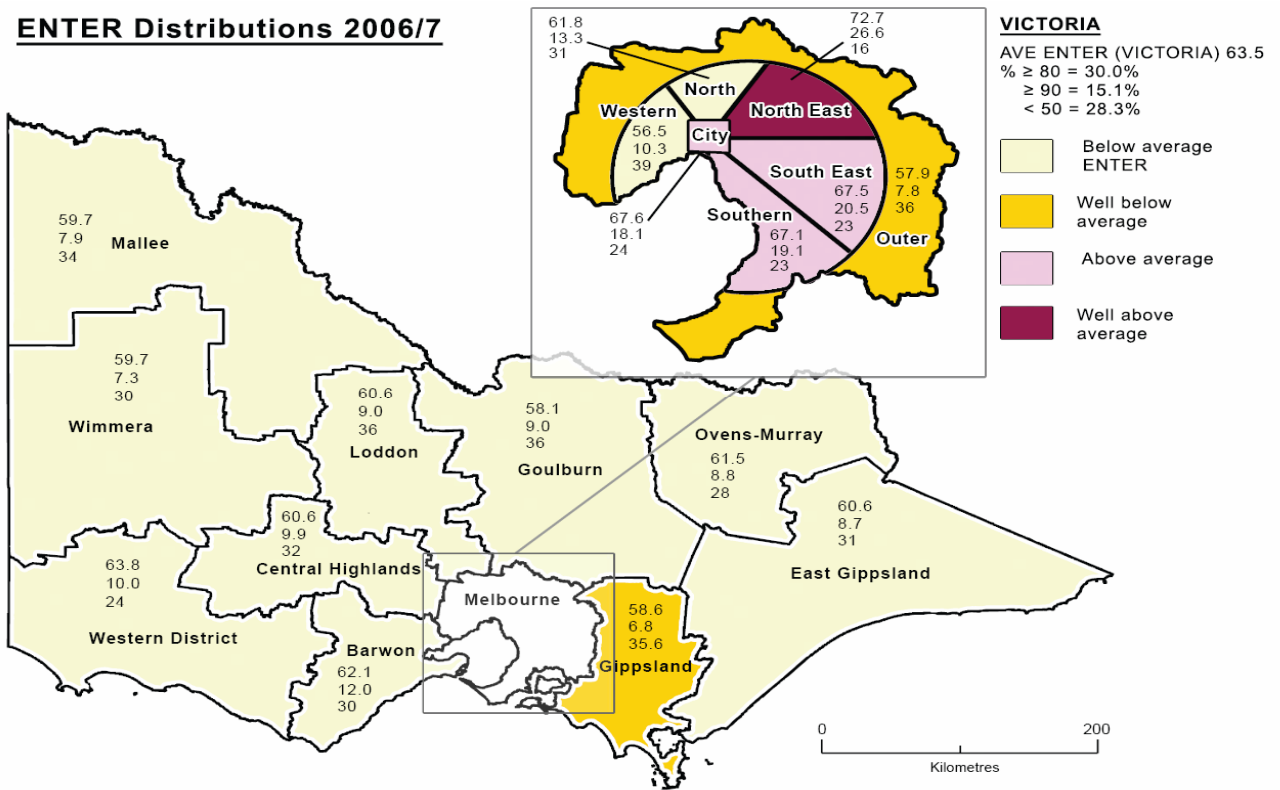 ENTER Distributions 2006/7
VICTORIA
AVE ENTER (VICTORIA) 63.5
% ≥ 80 = 30.0%
≥ 90 = 15.1%
< 50 = 28.3%
Below average
ENTER
Well below
average
Above average
Well above
average
61.8
13.3
31
72.7
26.6
16
North
North East
Western
56.5
10.3
39
City
South East
67.5
20.5
23
57.9
7.8
36
Outer
67.6
18.1
24
Southern
67.1
19.1
23
59.7
7.9
34
Mallee
59.7
7.3
30
Wimmera
60.6
9.0
36
Loddon
58.1
9.0
36
Goulburn
Ovens-Murray
61.5
8.8
28
60.6
8.7
31
East Gippsland
60.6
9.9
32
Central Highlands
63.8
10.0
24
Western District
Barwon
62.1
12.0
30
Melbourne
58.6
6.8
35.6
Gippsland
0 200
Kilometres